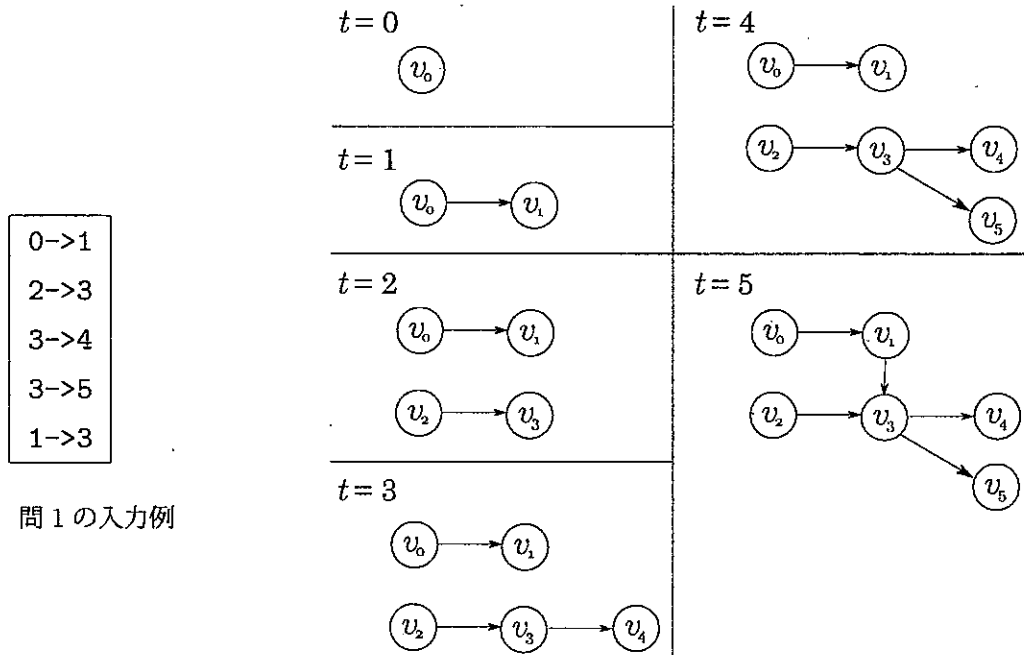 0->1
2->3
3->4
3->5
1->3
問1の入力例
t=0
v₀
t=1
v₀ v₁
t=2
v₀ v₁
v₂ v₃
t=3
v₀ v₁
v₂ v₃ v₄
t=4
v₀ v₁
v₂ v₃ v₄
v₅
t=5
v₀ v₁
v₂ v₃ v₄
v₅